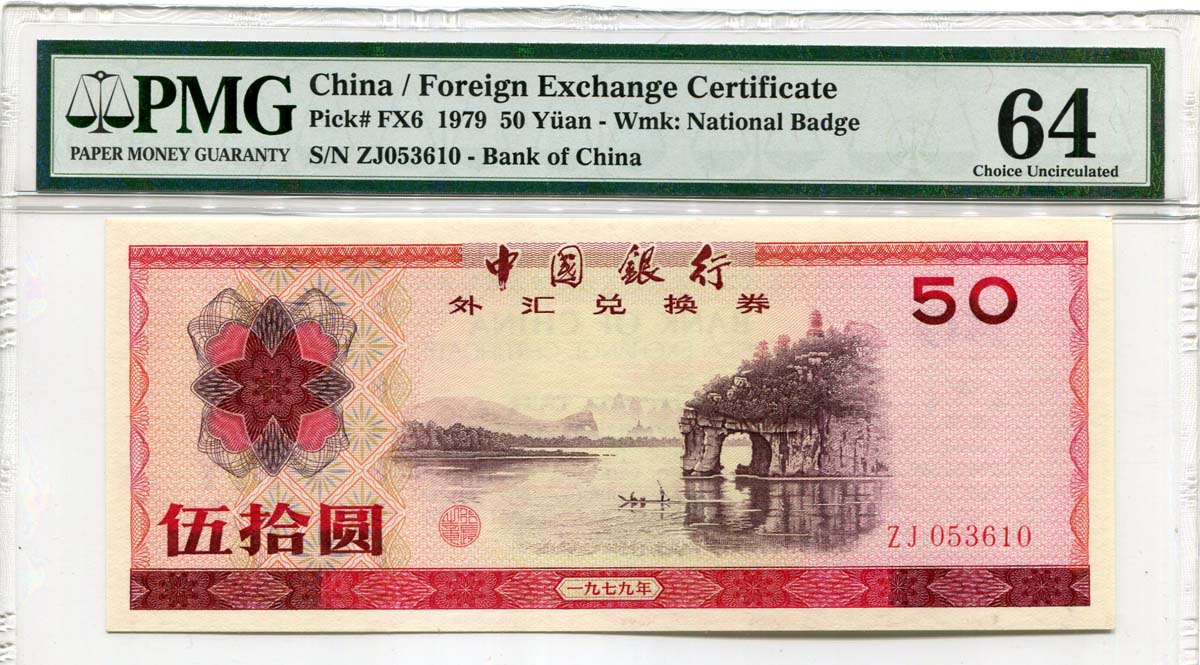 PMG
PAPER MONEY GUARANTY
China / Foreign Exchange Certificate
Pick# FX6 1979 50 Yüan - Wmk: National Badge
S/N ZJ053610 - Bank of China
64
Choice Uncirculated
中國銀行
外汇兑换券
50
伍拾圆
ZJ 053610
一九七九年